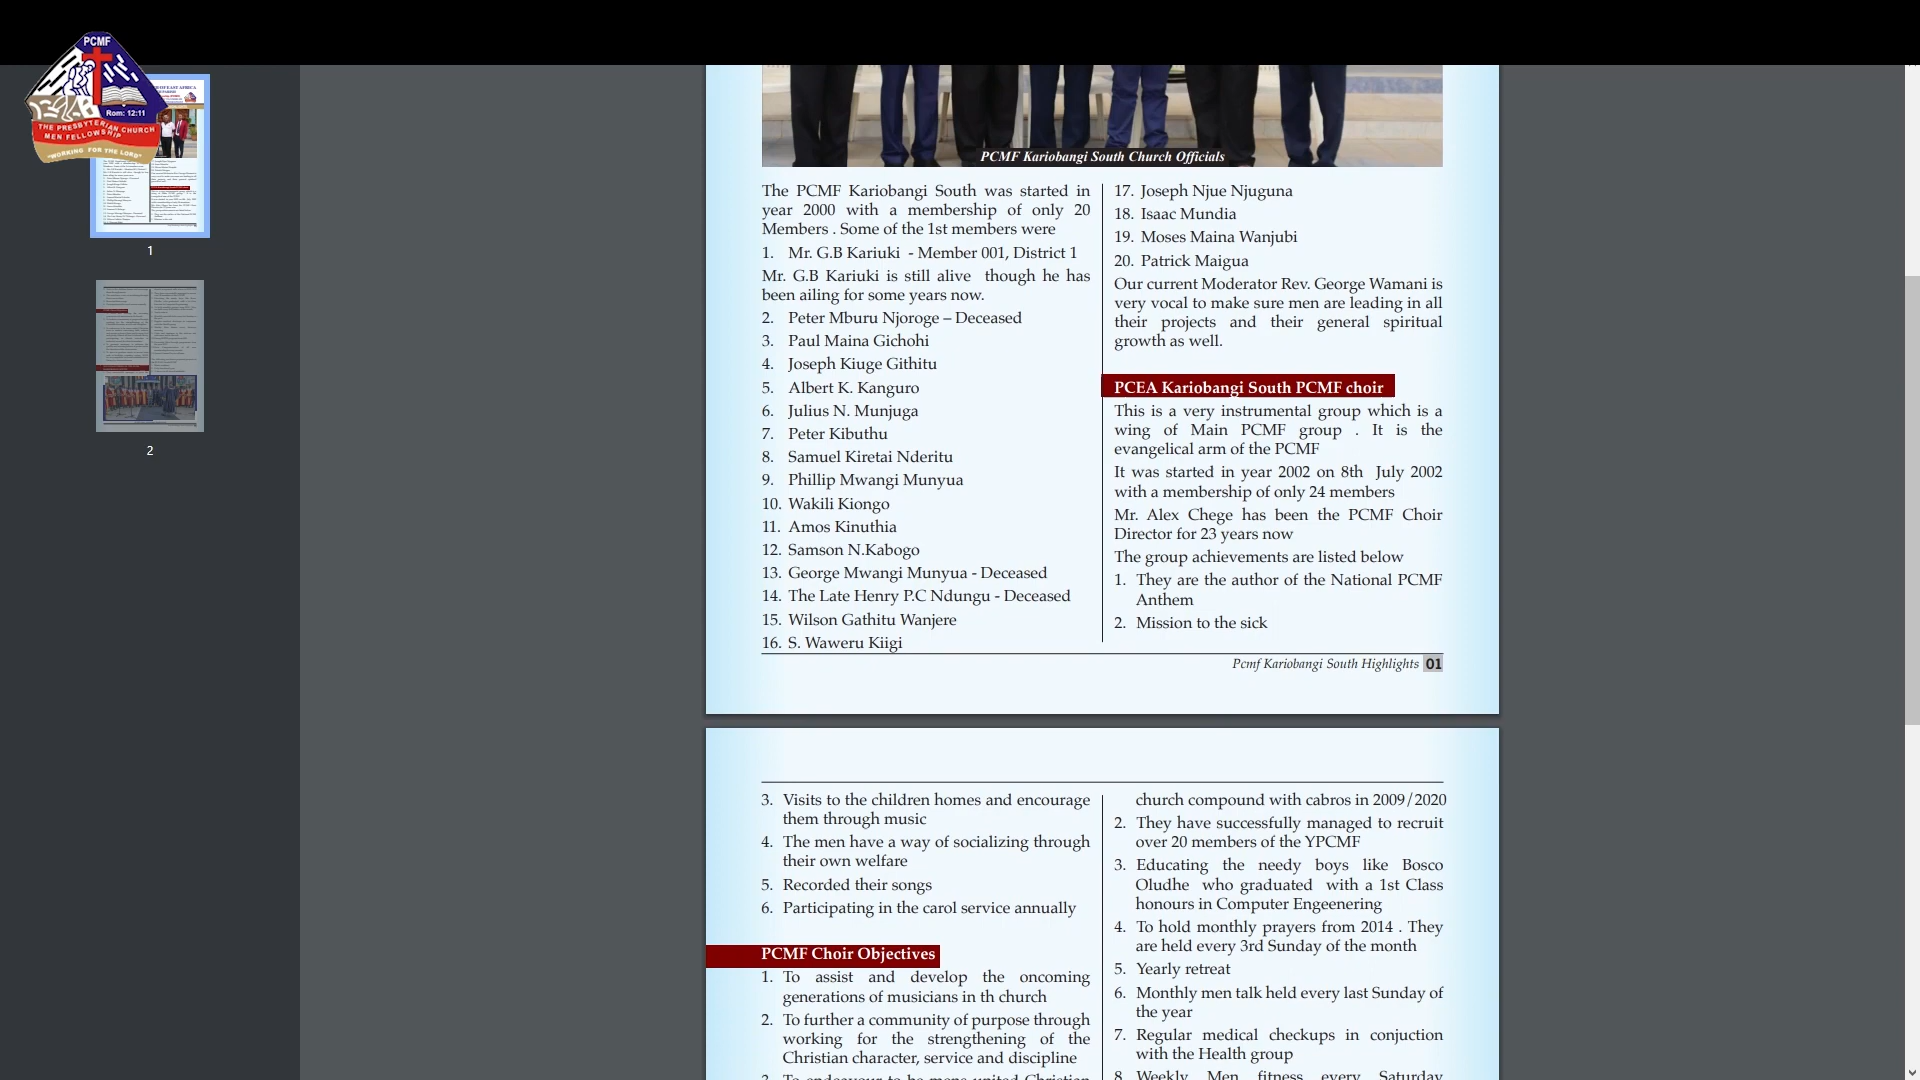 PCMF
Rom: 12:11
THE PRESBYTERIAN CHURCH
MEN FELLOWSHIP
"WORKING FOR THE LORD"
1
2
PCMF Kariobangi South Church Officials
The PCMF Kariobangi South was started in
year 2000 with a membership of only 20
Members . Some of the 1st members were
1. Mr. G.B Kariuki - Member 001, District 1
Mr. G.B Kariuki is still alive though he has
been ailing for some years now.
2. Peter Mburu Njoroge – Deceased
3. Paul Maina Gichohi
4. Joseph Kiuge Githitu
5. Albert K. Kanguro
6. Julius N. Munjuga
7. Peter Kibuthu
8. Samuel Kiretai Nderitu
9. Phillip Mwangi Munyua
10. Wakili Kiongo
11. Amos Kinuthia
12. Samson N.Kabogo
13. George Mwangi Munyua - Deceased
14. The Late Henry P.C Ndungu - Deceased
15. Wilson Gathitu Wanjere
16. S. Waweru Kiigi
17. Joseph Njue Njuguna
18. Isaac Mundia
19. Moses Maina Wanjubi
20. Patrick Maigua
Our current Moderator Rev. George Wamani is
very vocal to make sure men are leading in all
their projects and their general spiritual
growth as well.
PCEA Kariobangi South PCMF choir
This is a very instrumental group which is a
wing of Main PCMF group . It is the
evangelical arm of the PCMF
It was started in year 2002 on 8th July 2002
with a membership of only 24 members
Mr. Alex Chege has been the PCMF Choir
Director for 23 years now
The group achievements are listed below
1. They are the author of the National PCMF
Anthem
2. Mission to the sick
Pcmf Kariobangi South Highlights 01
3. Visits to the children homes and encourage
them through music
4. The men have a way of socializing through
their own welfare
5. Recorded their songs
6. Participating in the carol service annually
PCMF Choir Objectives
1. To assist and develop the oncoming
generations of musicians in th church
2. To further a community of purpose through
working for the strengthening of the
Christian character, service and discipline
3. To endeavour to be mens united Christian
church compound with cabros in 2009/2020
2. They have successfully managed to recruit
over 20 members of the YPCMF
3. Educating the needy boys like Bosco
Oludhe who graduated with a 1st Class
honours in Computer Engeenering
4. To hold monthly prayers from 2014 . They
are held every 3rd Sunday of the month
5. Yearly retreat
6. Monthly men talk held every last Sunday of
the year
7. Regular medical checkups in conjuction
with the Health group
8. Weekly Men fitness every Saturday